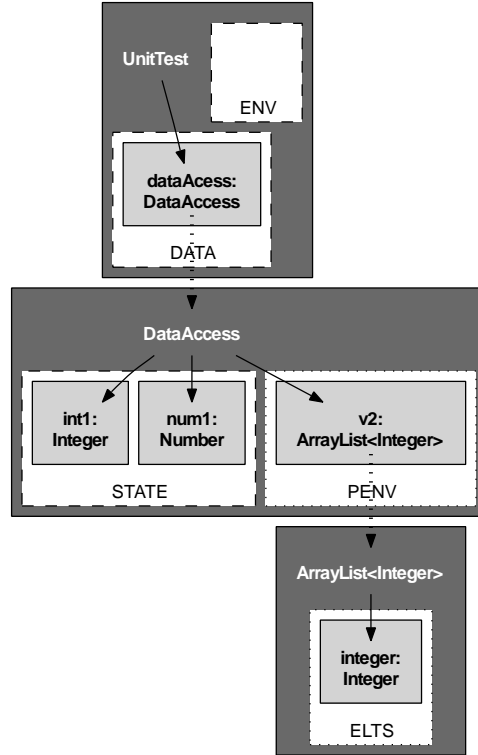 UnitTest
ENV
dataAcess:
DataAccess
DATA
DataAccess
int1:
Integer
num1:
Number
v2:
ArrayList<Integer>
STATE
PENV
ArrayList<Integer>
integer:
Integer
ELTS